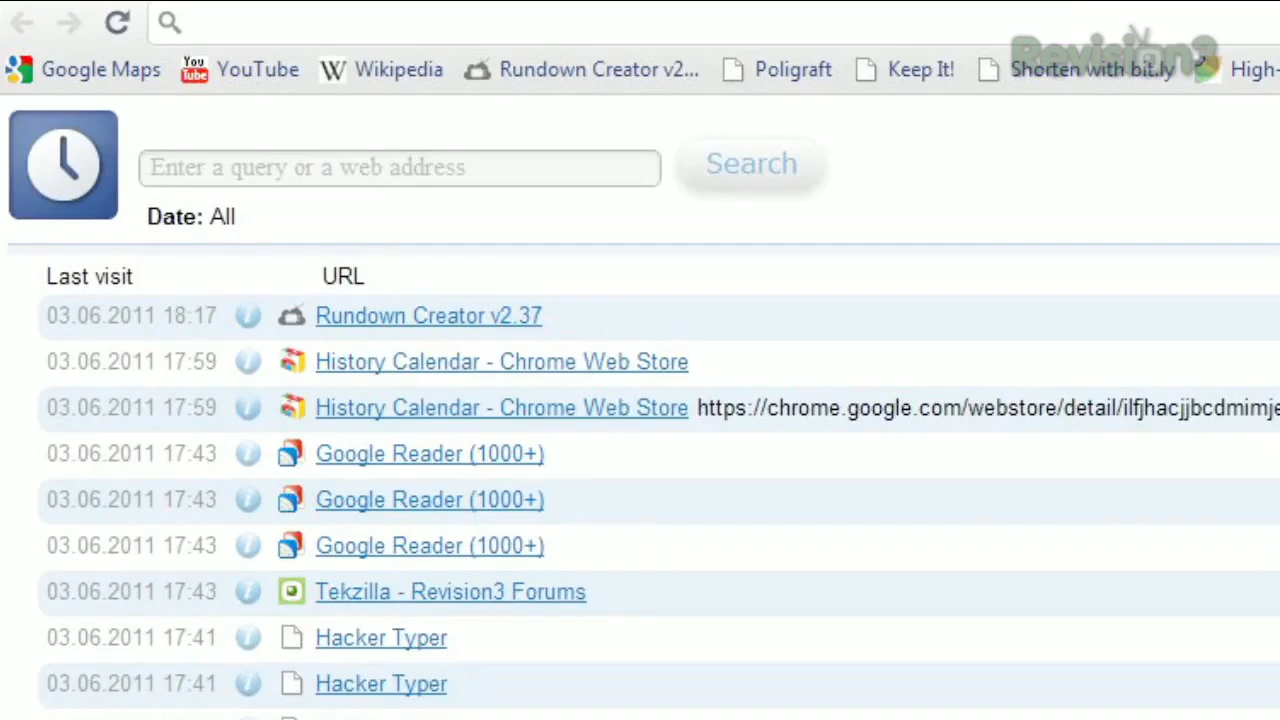 Revision3
Google Maps You Tube YouTube W Wikipedia Rundown Creator v2... Poligraft Keep It! Shorten with bit.ly High-
Enter a query or a web address Search
Date: All
Last visit URL
03.06.2011 18:17 i Rundown Creator v2.37
03.06.2011 17:59 i History Calendar - Chrome Web Store
03.06.2011 17:59 i History Calendar - Chrome Web Store https://chrome.google.com/webstore/detail/ilfjhacjjbcdmimje
03.06.2011 17:43 i Google Reader (1000+)
03.06.2011 17:43 i Google Reader (1000+)
03.06.2011 17:43 i Google Reader (1000+)
03.06.2011 17:43 i Tekzilla - Revision3 Forums
03.06.2011 17:41 i Hacker Typer
03.06.2011 17:41 i Hacker Typer